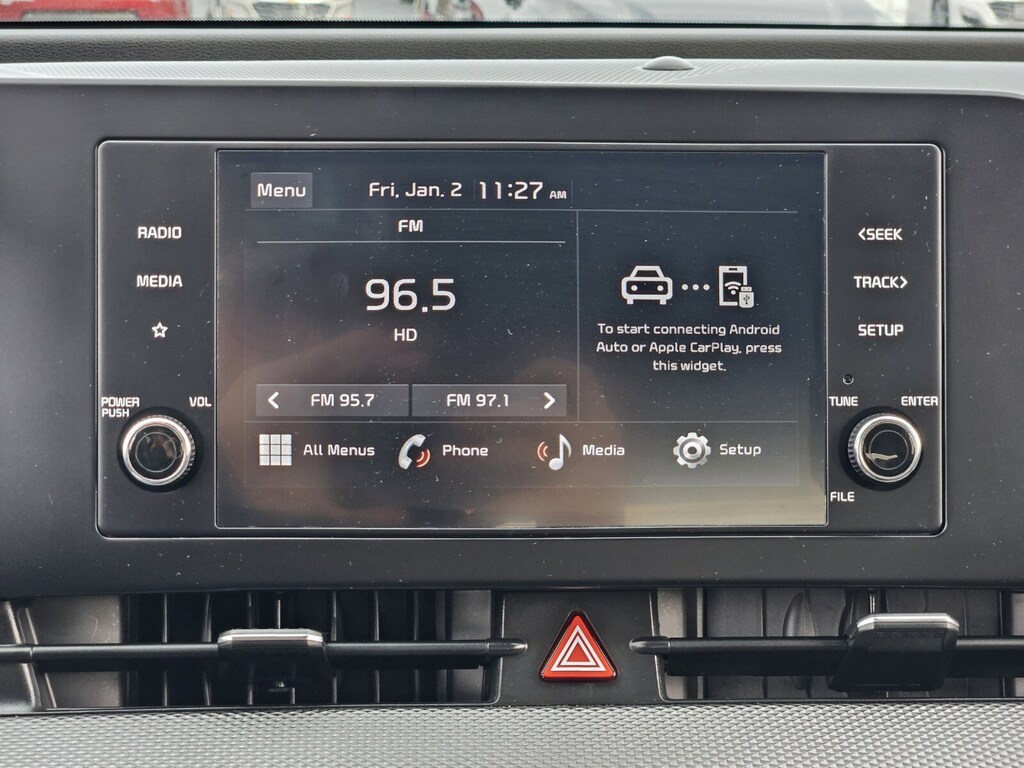 Menu Fri, Jan. 2 11:27 AM
FM
RADIO
<SEEK
MEDIA
TRACK>
96.5
HD
SETUP
To start connecting Android
Auto or Apple CarPlay, press
this widget.
< FM 95.7 FM 97.1 >
POWER
PUSH
VOL
TUNE
ENTER
All Menus Phone Media Setup
FILE